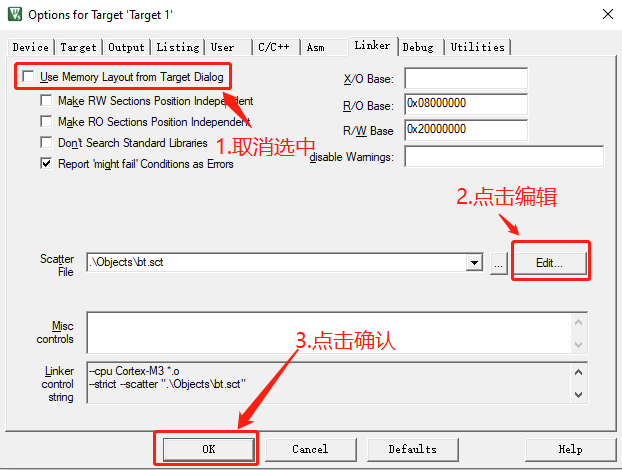 Options for Target 'Target 1'
Device Target Output Listing User C/C++ Asm Linker Debug Utilities
Use Memory Layout from Target Dialog
X/O Base:
Make RW Sections Position Independent
R/O Base: 0x08000000
Make RO Sections Position Independent
R/W Base 0x20000000
Don't Search Standard Libraries
1.取消选中
disable Warnings:
Report 'might fail' Conditions as Errors
2.点击编辑
Scatter
File
.\Objects\bt.sct
...
Edit...
Misc
controls
3.点击确认
Linker
control
string
--cpu Cortex-M3 *.o
--strict --scatter ".\Objects\bt.sct"
OK Cancel Defaults Help